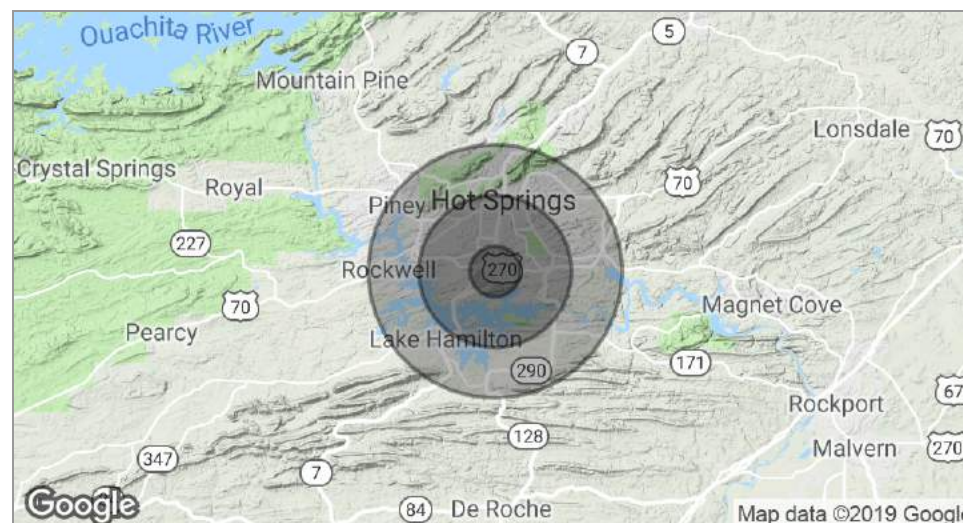 Ouachita River
7
5
Mountain Pine
Lonsdale
70
Crystal Springs
Royal
70
Piney
Hot Springs
227
Rockwell
270
70
Magnet Cove
Pearcy
Lake Hamilton
171
290
67
Rockport
128
Malvern
270
347
7
84
De Roche
Google
Map data ©2019 Google